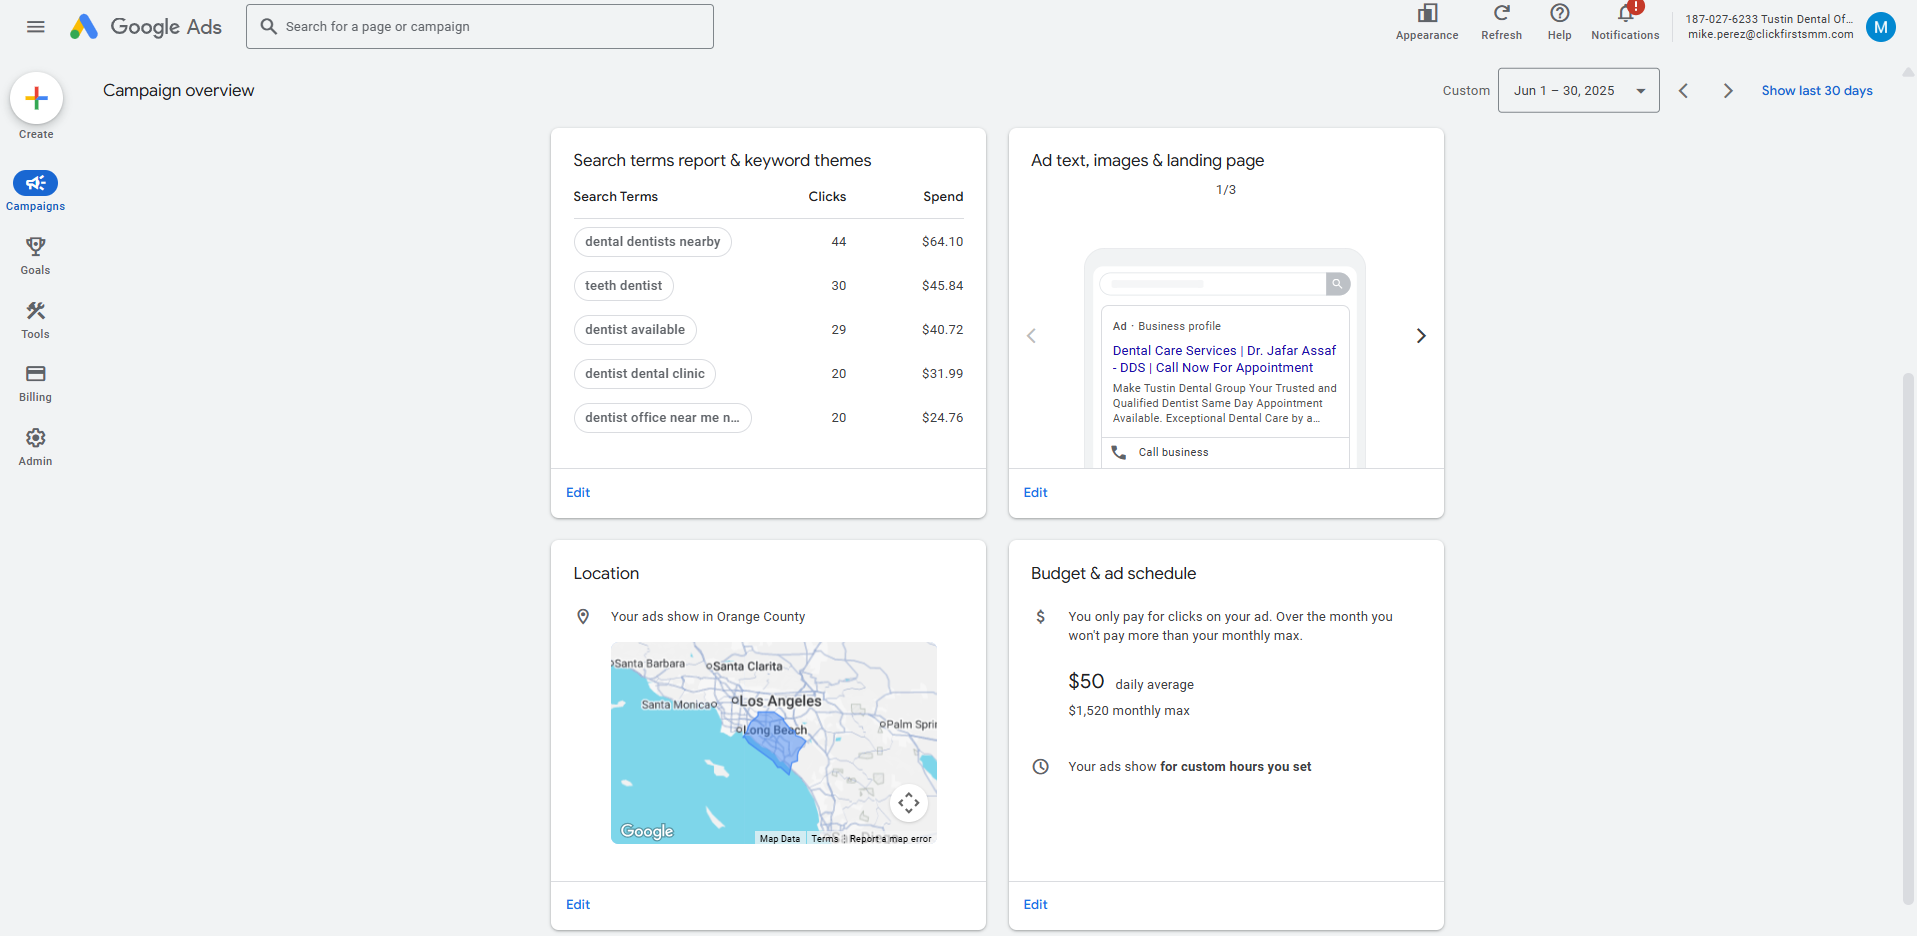 Google Ads
Search for a page or campaign
Appearance
Refresh
Help
!
Notifications
187-027-6233 Tustin Dental Of...
mike.perez@clickfirstsmm.com
M
Create
Campaigns
Goals
Tools
Billing
Admin
Campaign overview
Custom
Jun 1 – 30, 2025
Show last 30 days
Search terms report & keyword themes
Search Terms Clicks Spend
dental dentists nearby 44 $64.10
teeth dentist 30 $45.84
dentist available 29 $40.72
dentist dental clinic 20 $31.99
dentist office near me n... 20 $24.76
Edit
Ad text, images & landing page
1/3
Ad · Business profile
Dental Care Services | Dr. Jafar Assaf
- DDS | Call Now For Appointment
Make Tustin Dental Group Your Trusted and
Qualified Dentist Same Day Appointment
Available. Exceptional Dental Care by a...
Call business
Edit
Location
Your ads show in Orange County
Santa Barbara
Santa Clarita
Santa Monica
Los Angeles
Long Beach
Palm Sprin
Google
Map Data
Terms
Report a map error
Edit
Budget & ad schedule
$ You only pay for clicks on your ad. Over the month you
won't pay more than your monthly max.
$50 daily average
$1,520 monthly max
Your ads show for custom hours you set
Edit